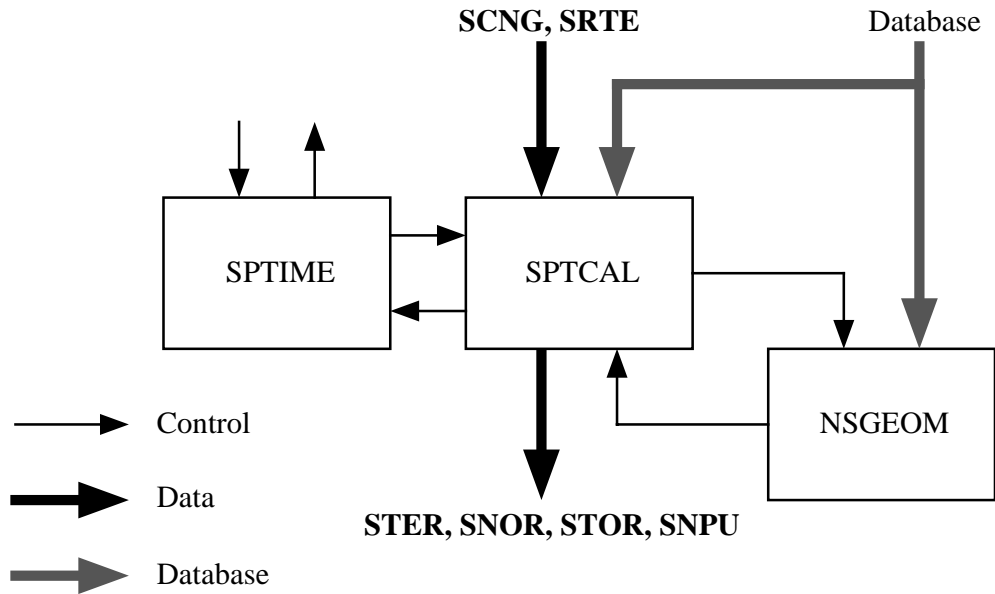 SCNG, SRTE
Database
SPTIME
SPTCAL
NSGEOM
Control
Data
STER, SNOR, STOR, SNPU
Database